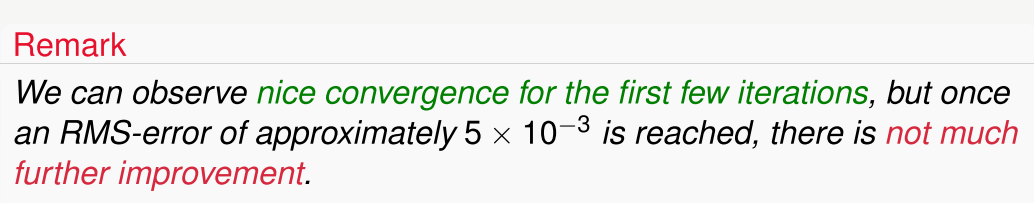 Remark
We can observe nice convergence for the first few iterations, but once
an RMS-error of approximately 5 × 10⁻³ is reached, there is not much
further improvement.